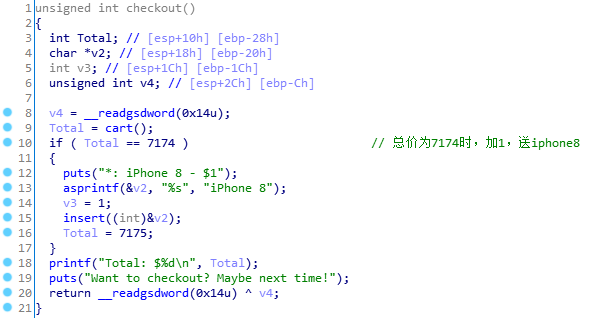 1 unsigned int checkout()
2 {
3 int Total; // [esp+10h] [ebp-28h]
4 char *v2; // [esp+18h] [ebp-20h]
5 int v3; // [esp+1Ch] [ebp-1Ch]
6 unsigned int v4; // [esp+2Ch] [ebp-Ch]
7
8 v4 = __readgsdword(0x14u);
9 Total = cart();
10 if ( Total == 7174 ) // 总价为7174时，加1，送iphone8
11 {
12 puts("*: iPhone 8 - $1");
13 asprintf(&v2, "%s", "iPhone 8");
14 v3 = 1;
15 insert((int)&v2);
16 Total = 7175;
17 }
18 printf("Total: $%d\n", Total);
19 puts("Want to checkout? Maybe next time!");
20 return __readgsdword(0x14u) ^ v4;
21 }